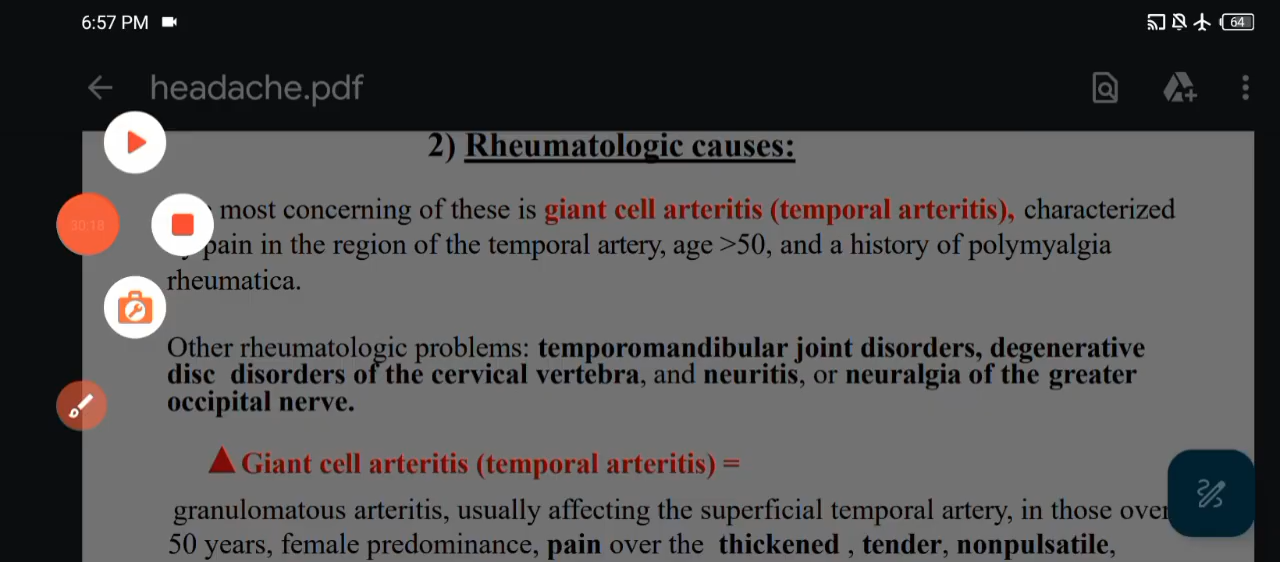 6:57 PM
64
headache.pdf
2) Rheumatologic causes:
30:18
most concerning of these is giant cell arteritis (temporal arteritis), characterized
pain in the region of the temporal artery, age >50, and a history of polymyalgia
rheumatica.
Other rheumatologic problems: temporomandibular joint disorders, degenerative
disc disorders of the cervical vertebra, and neuritis, or neuralgia of the greater
occipital nerve.
Giant cell arteritis (temporal arteritis) =
granulomatous arteritis, usually affecting the superficial temporal artery, in those over
50 years, female predominance, pain over the thickened , tender, nonpulsatile,